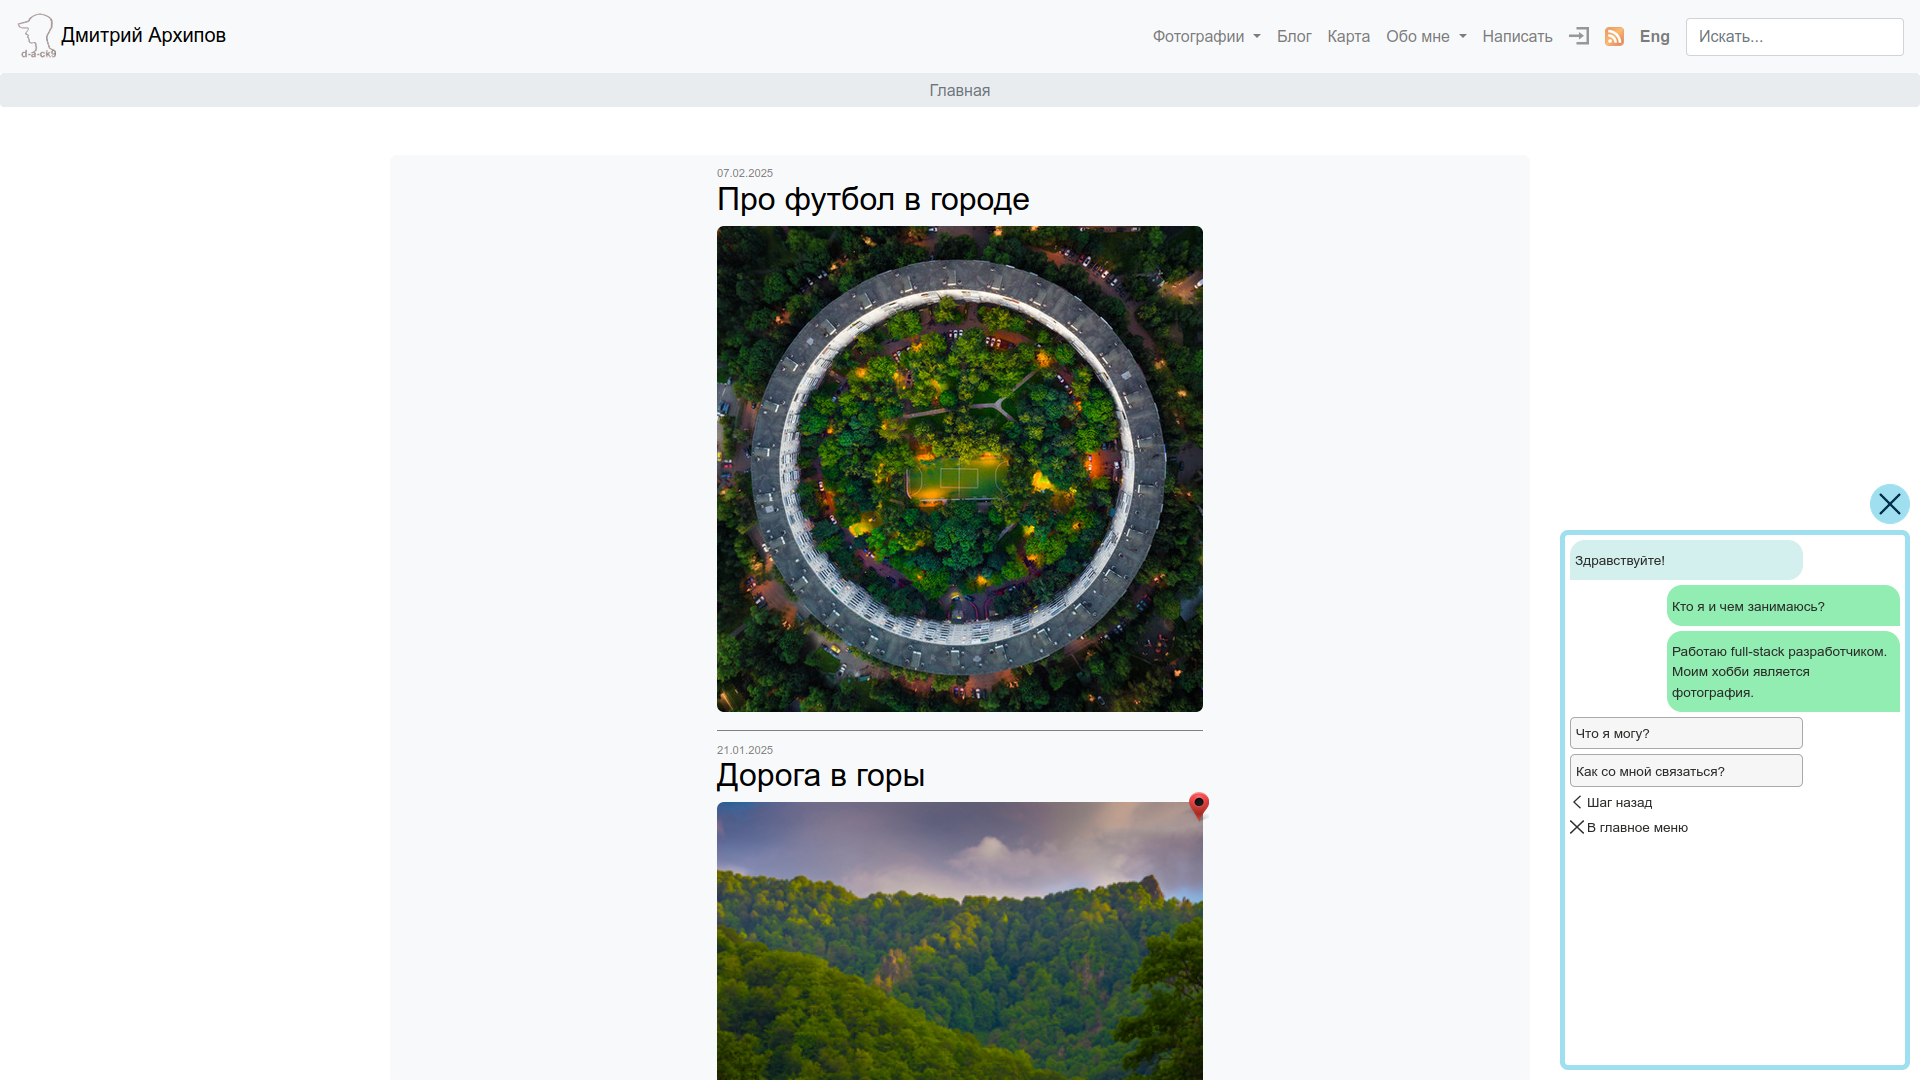 d-a-ck9
Дмитрий Архипов
Фотографии
Блог
Карта
Обо мне
Написать
Eng
Искать...
Главная
07.02.2025
Про футбол в городе
21.01.2025
Дорога в горы
Здравствуйте!
Кто я и чем занимаюсь?
Работаю full-stack разработчиком.
Моим хобби является
фотография.
Что я могу?
Как со мной связаться?
Шаг назад
В главное меню